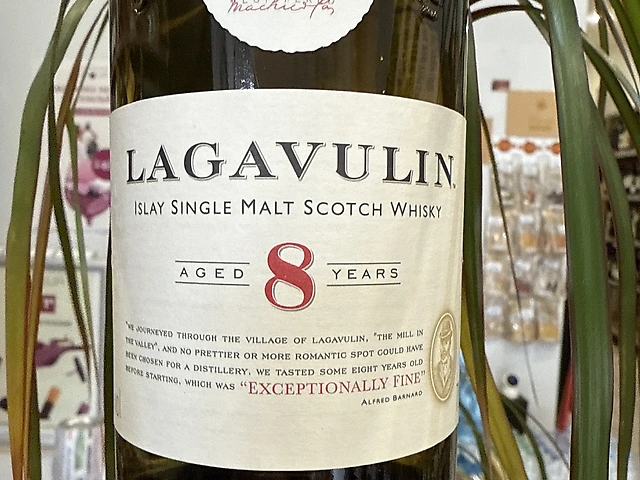 Mackie & Co
LAGAVULIN
ISLAY SINGLE MALT SCOTCH WHISKY
AGED 8 YEARS
"WE JOURNEYED THROUGH THE VILLAGE OF LAGAVULIN, "THE MILL IN
THE VALLEY", AND NO PRETTIER OR MORE ROMANTIC SPOT COULD HAVE
BEEN CHOSEN FOR A DISTILLERY. WE TASTED SOME EIGHT YEARS OLD
BEFORE STARTING, WHICH WAS "EXCEPTIONALLY FINE"
ALFRED BARNARD